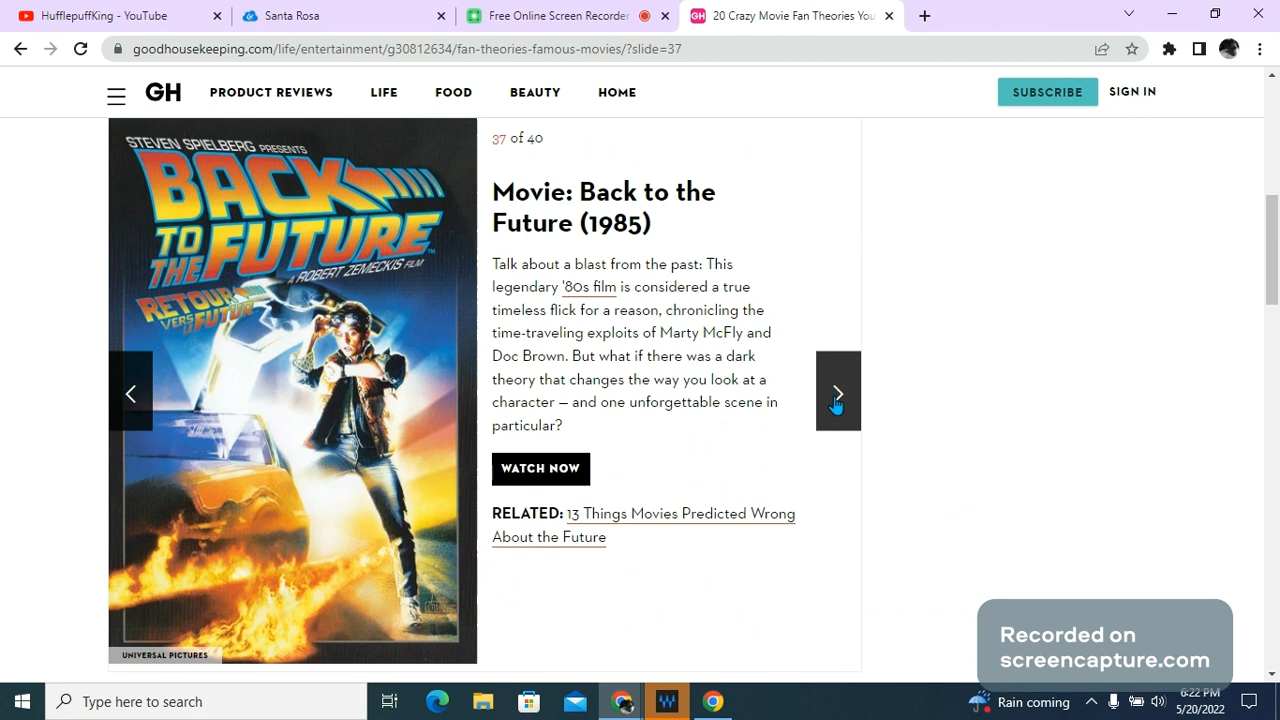 HufflepuffKing - YouTube
Santa Rosa
Free Online Screen Recorder
GH 20 Crazy Movie Fan Theories You
goodhousekeeping.com/life/entertainment/g30812634/fan-theories-famous-movies/?slide=37
GH PRODUCT REVIEWS LIFE FOOD BEAUTY HOME SUBSCRIBE SIGN IN
STEVEN SPIELBERG PRESENTS
BACK
TO
THE FUTURE
A ROBERT ZEMECKIS FILM
RETOUR
VERS LE FUTUR
UNIVERSAL PICTURES
37 of 40
Movie: Back to the
Future (1985)
Talk about a blast from the past: This
legendary '80s film is considered a true
timeless flick for a reason, chronicling the
time-traveling exploits of Marty McFly and
Doc Brown. But what if there was a dark
theory that changes the way you look at a
character — and one unforgettable scene in
particular?
WATCH NOW
RELATED: 13 Things Movies Predicted Wrong
About the Future
Recorded on
screencapture.com
Type here to search
Rain coming
6:22 PM
5/20/2022